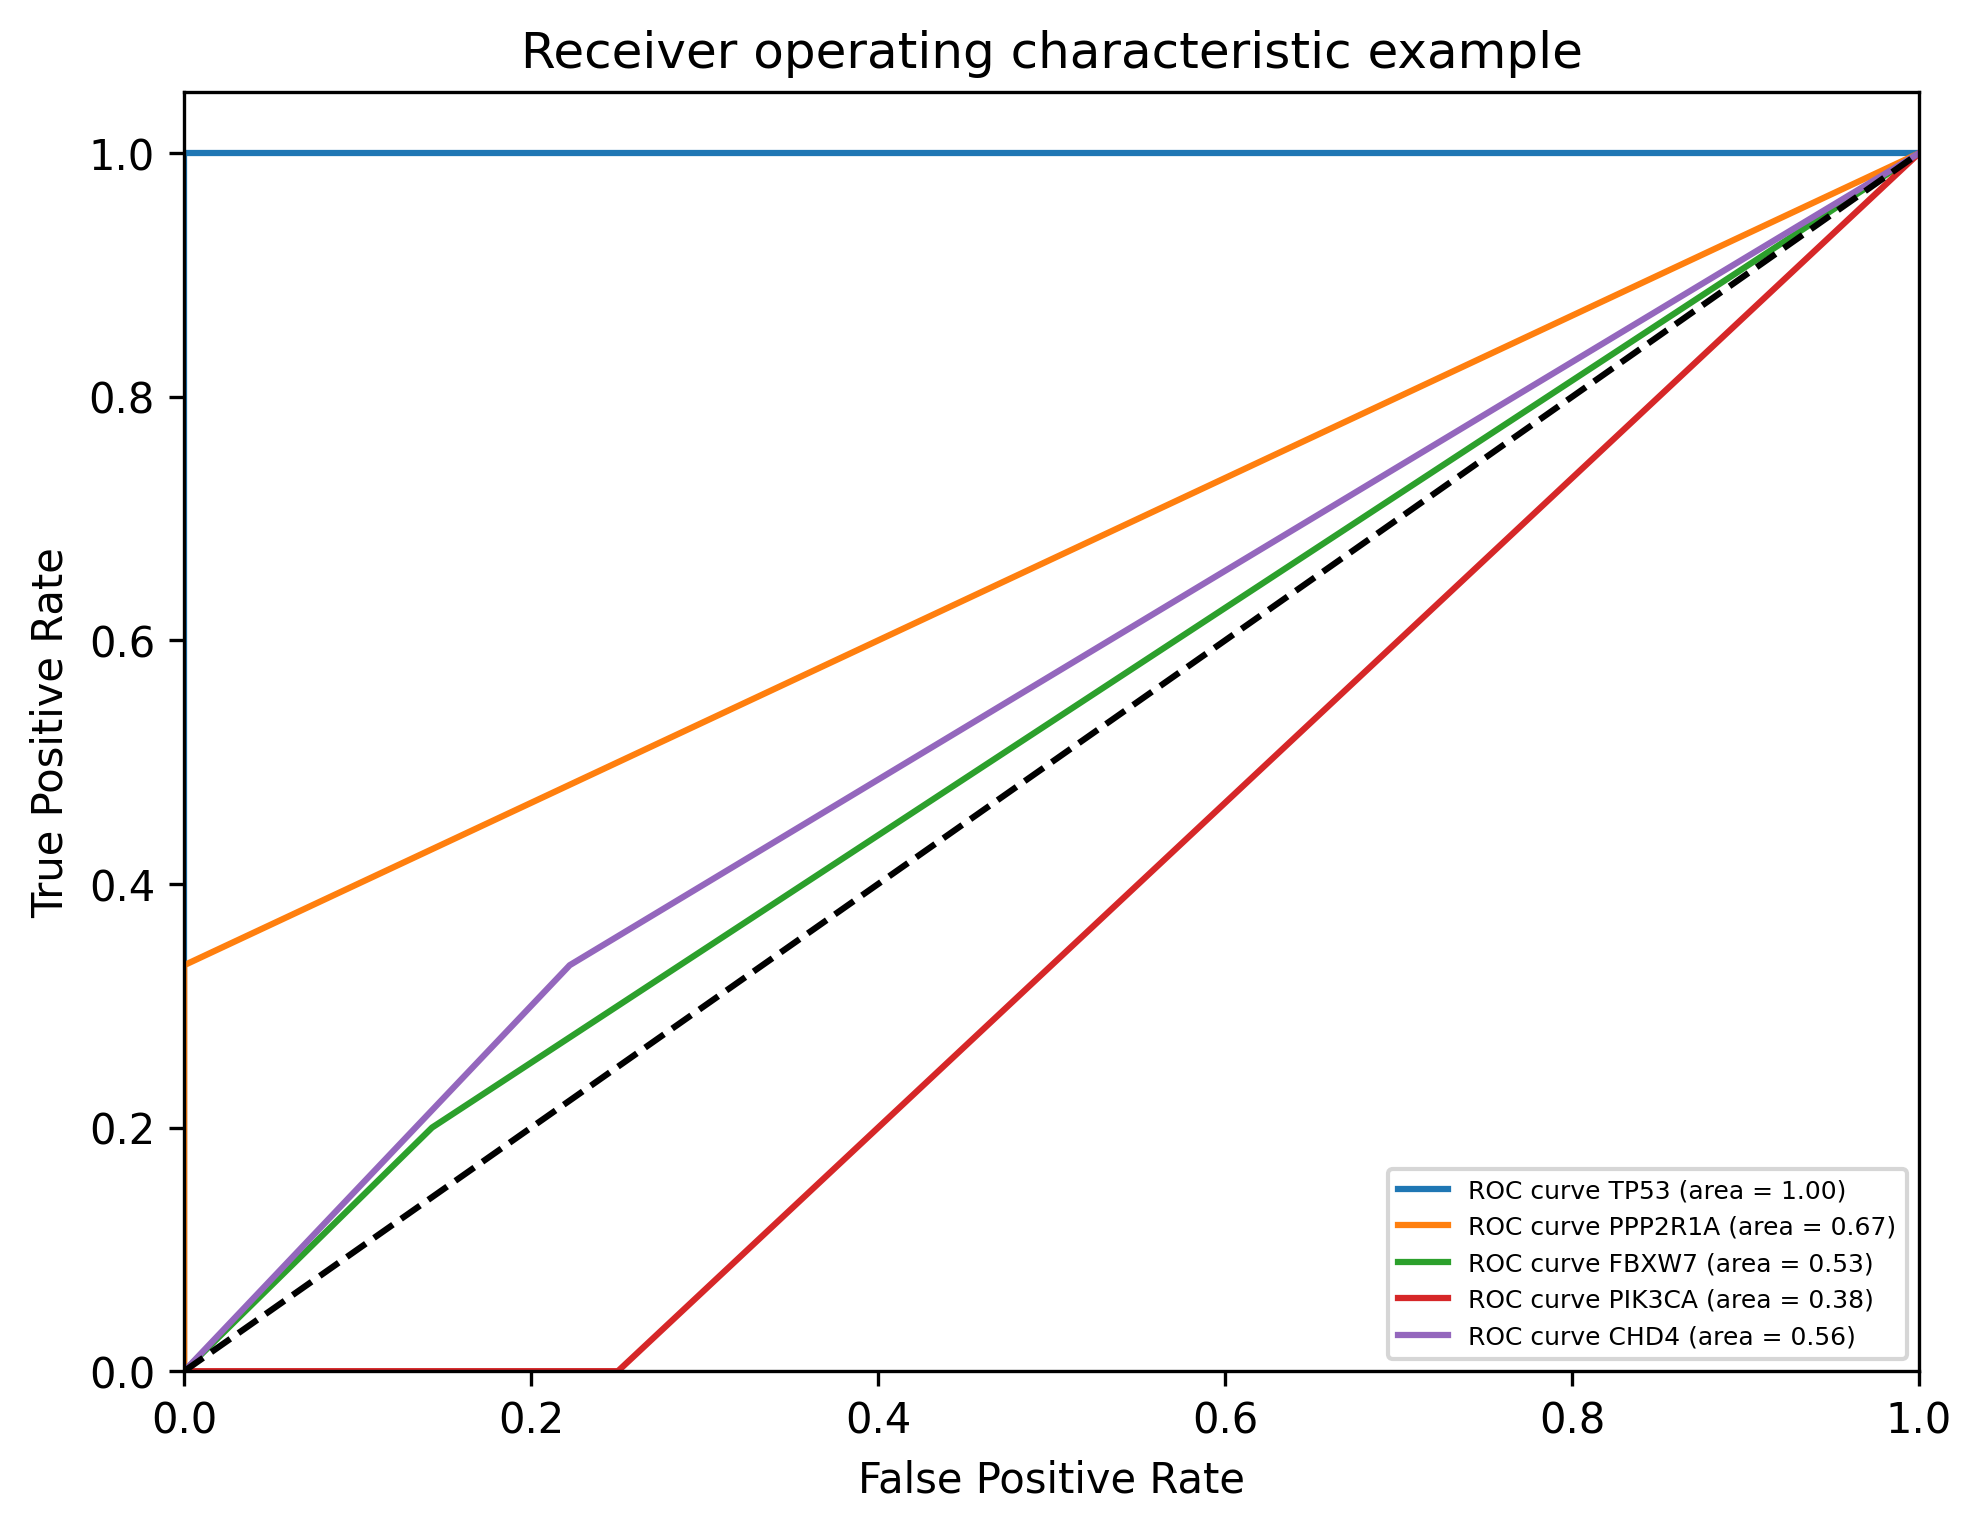 Receiver operating characteristic example
True Positive Rate
1.0
0.8
0.6
0.4
0.2
0.0
0.0 0.2 0.4 0.6 0.8 1.0
False Positive Rate
ROC curve TP53 (area = 1.00)
ROC curve PPP2R1A (area = 0.67)
ROC curve FBXW7 (area = 0.53)
ROC curve PIK3CA (area = 0.38)
ROC curve CHD4 (area = 0.56)